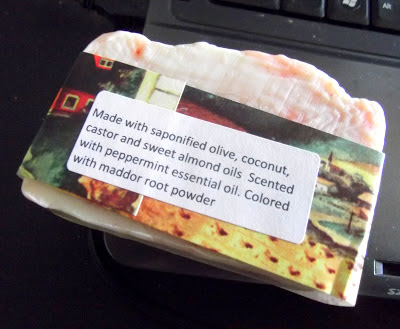 Alt
Made with saponified olive, coconut,
castor and sweet almond oils Scented
with peppermint essential oil. Colored
with maddor root powder